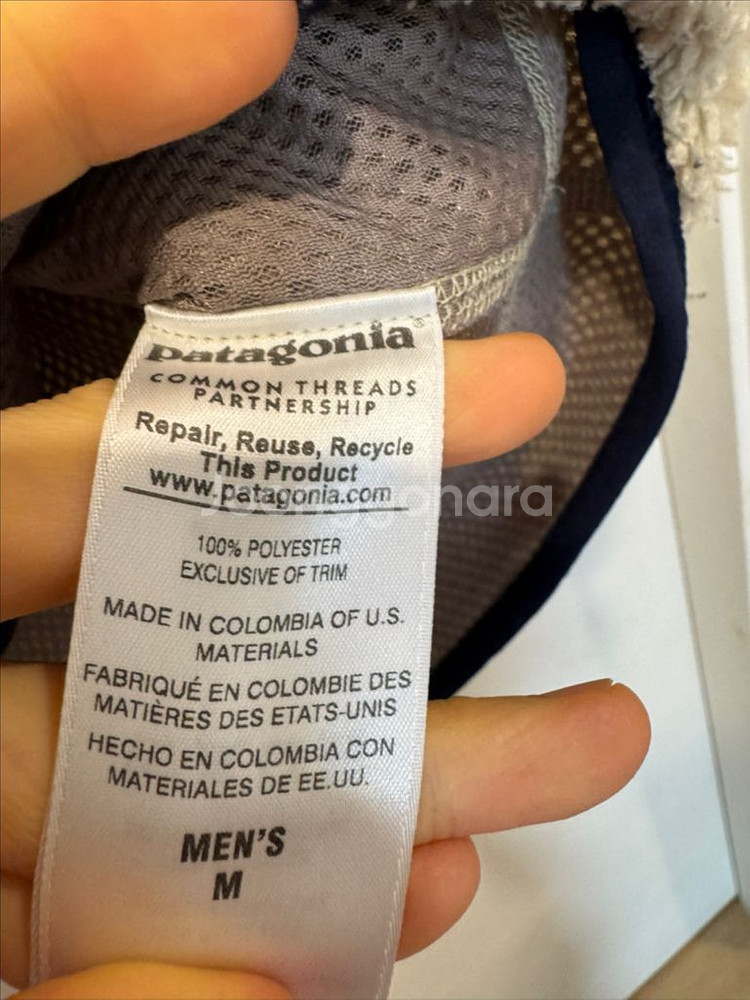 patagonia®
COMMON THREADS
PARTNERSHIP
Repair, Reuse, Recycle
This Product
www.patagonia.com
100% POLYESTER
EXCLUSIVE OF TRIM
MADE IN COLOMBIA OF U.S.
MATERIALS
FABRIQUÉ EN COLOMBIE DES
MATIÈRES DES ETATS-UNIS
HECHO EN COLOMBIA CON
MATERIALES DE EE.UU.
MEN'S
M